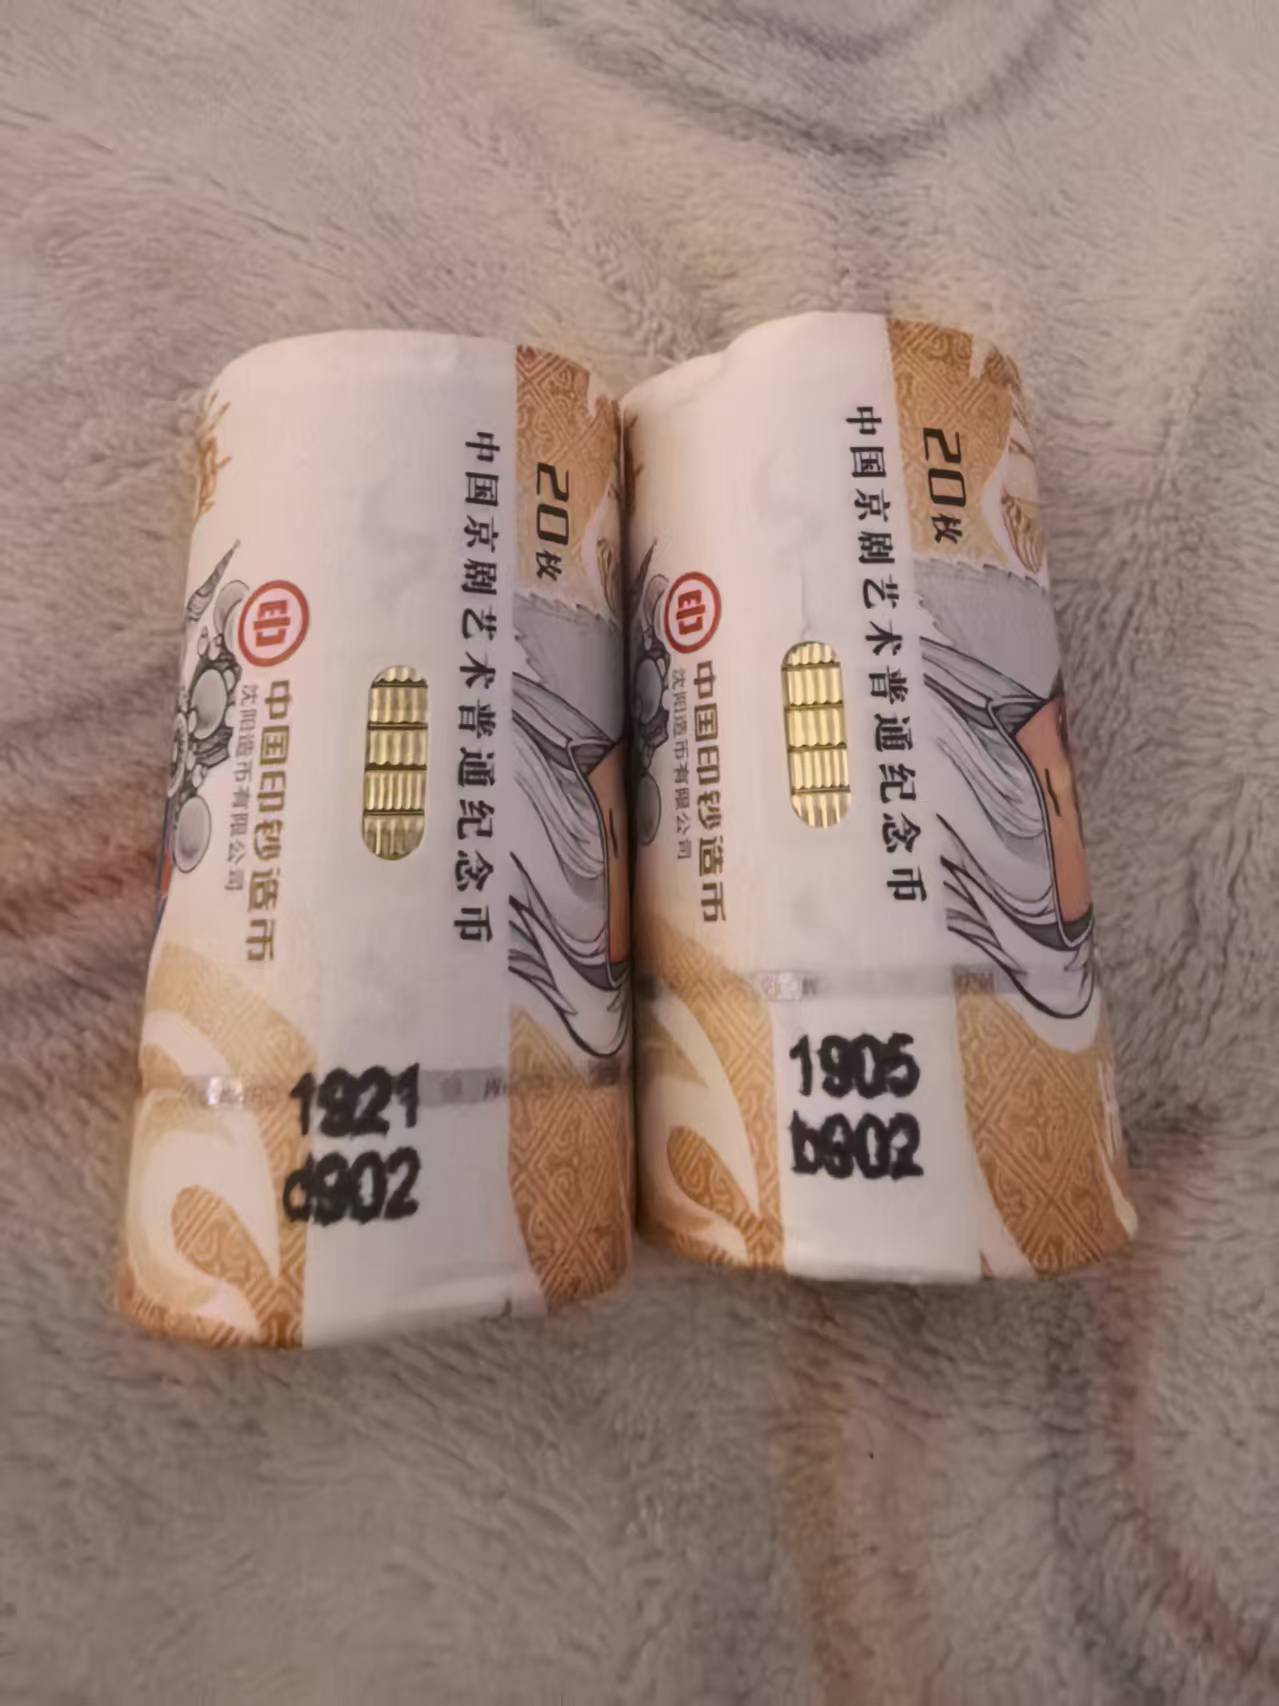 20枚
中国京剧艺术普通纪念币
中国印钞造币
沈阳造币有限公司
1921
d902
20枚
中国京剧艺术普通纪念币
中国印钞造币
沈阳造币有限公司
1905
b902